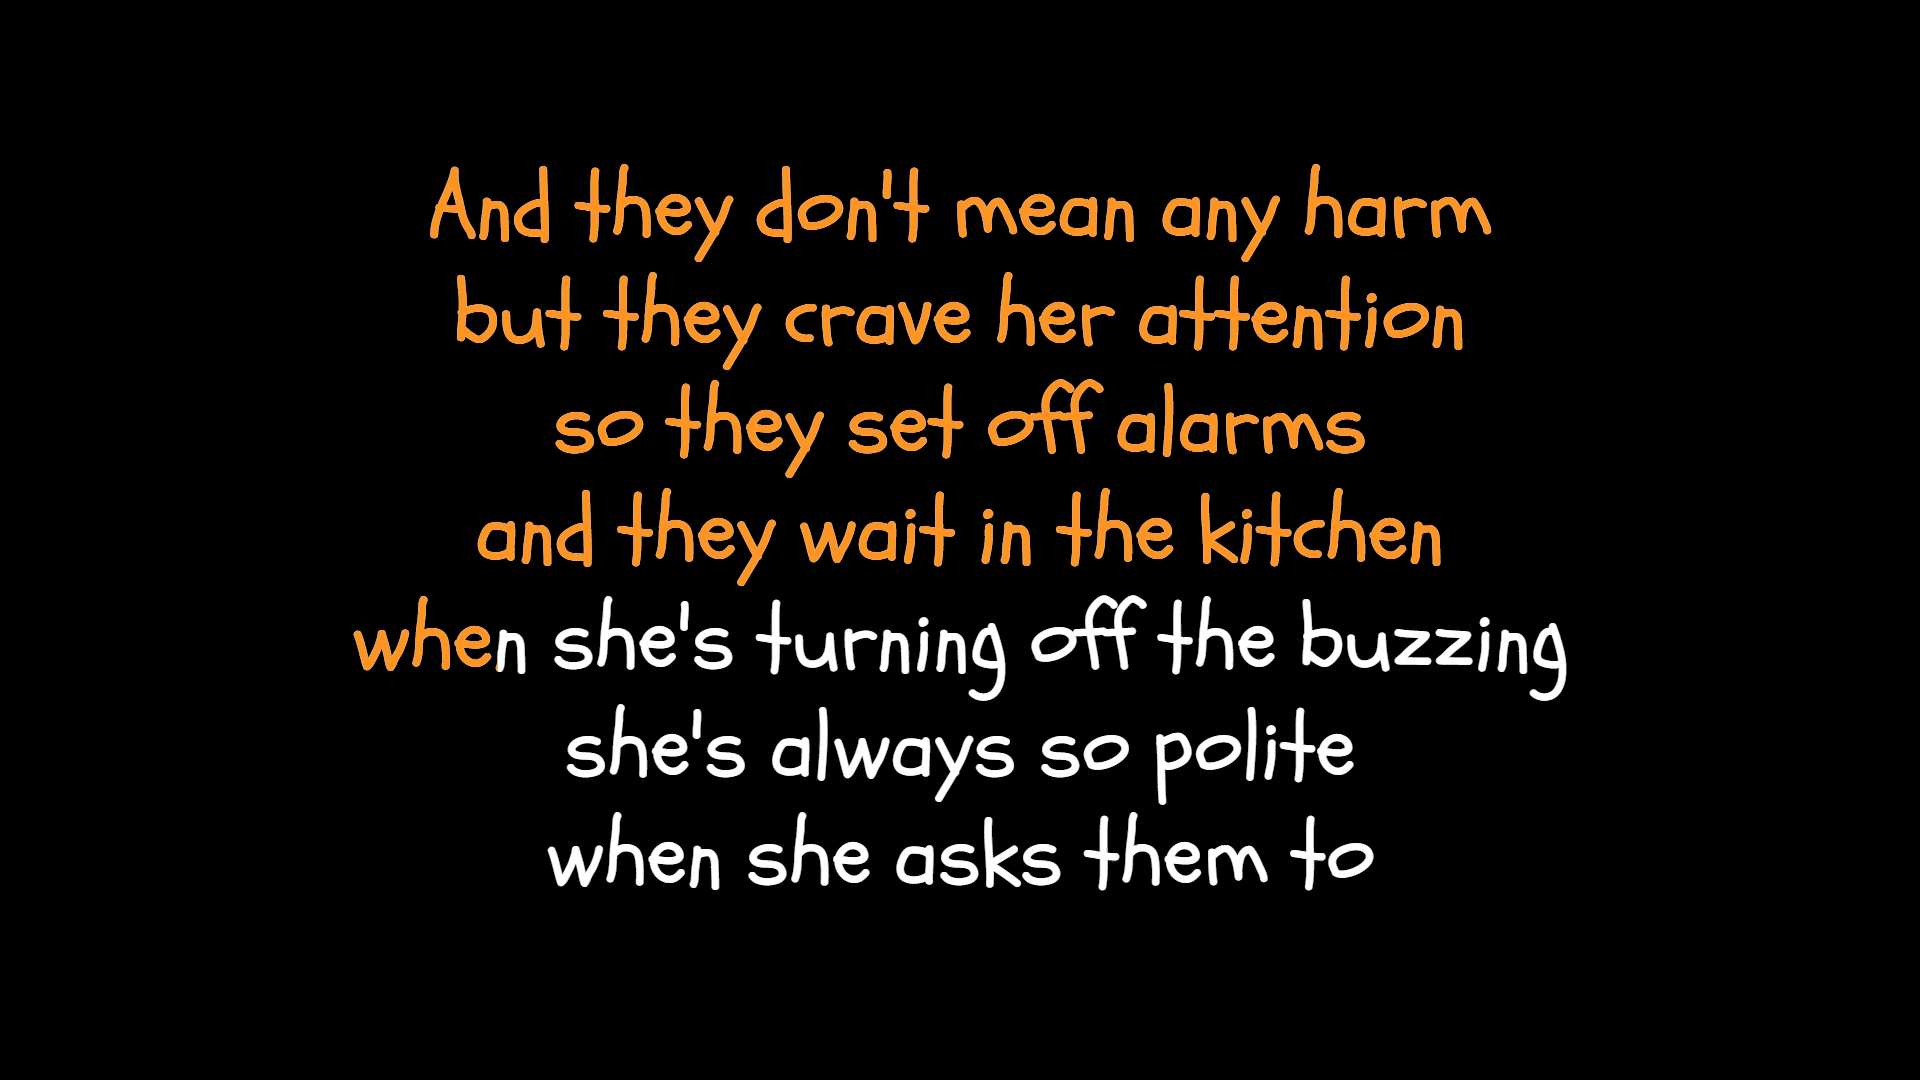 And they don't mean any harm
but they crave her attention
so they set off alarms
and they wait in the kitchen
when she's turning off the buzzing
she's always so polite
when she asks them to